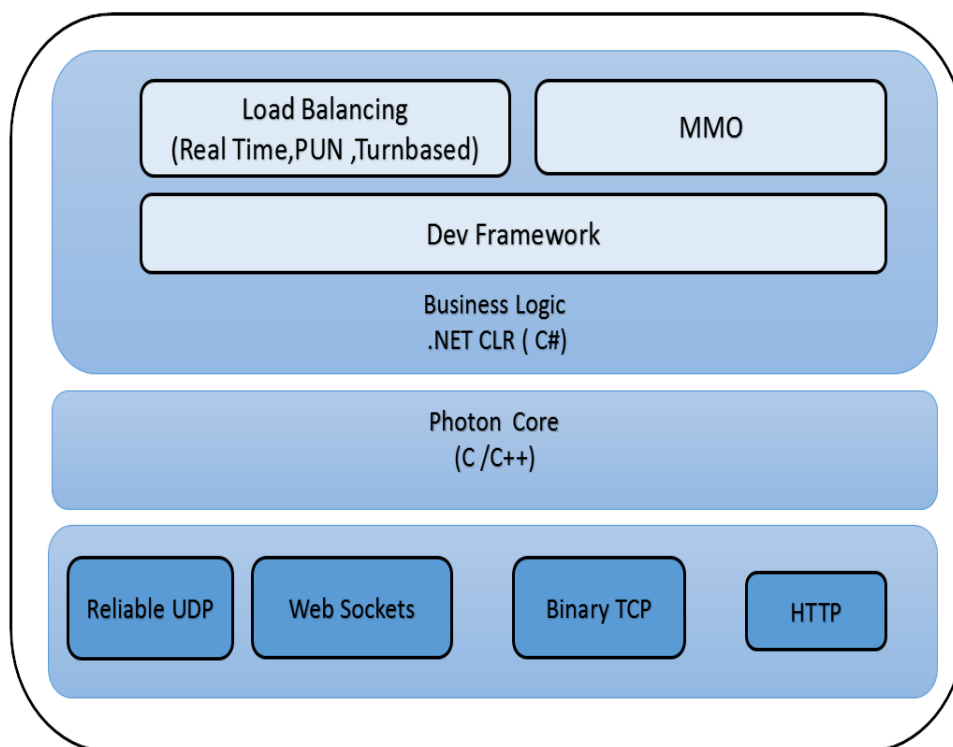 Load Balancing
(Real Time,PUN ,Turnbased)
MMO
Dev Framework
Business Logic
.NET CLR ( C#)
Photon Core
(C /C++)
Reliable UDP
Web Sockets
Binary TCP
HTTP